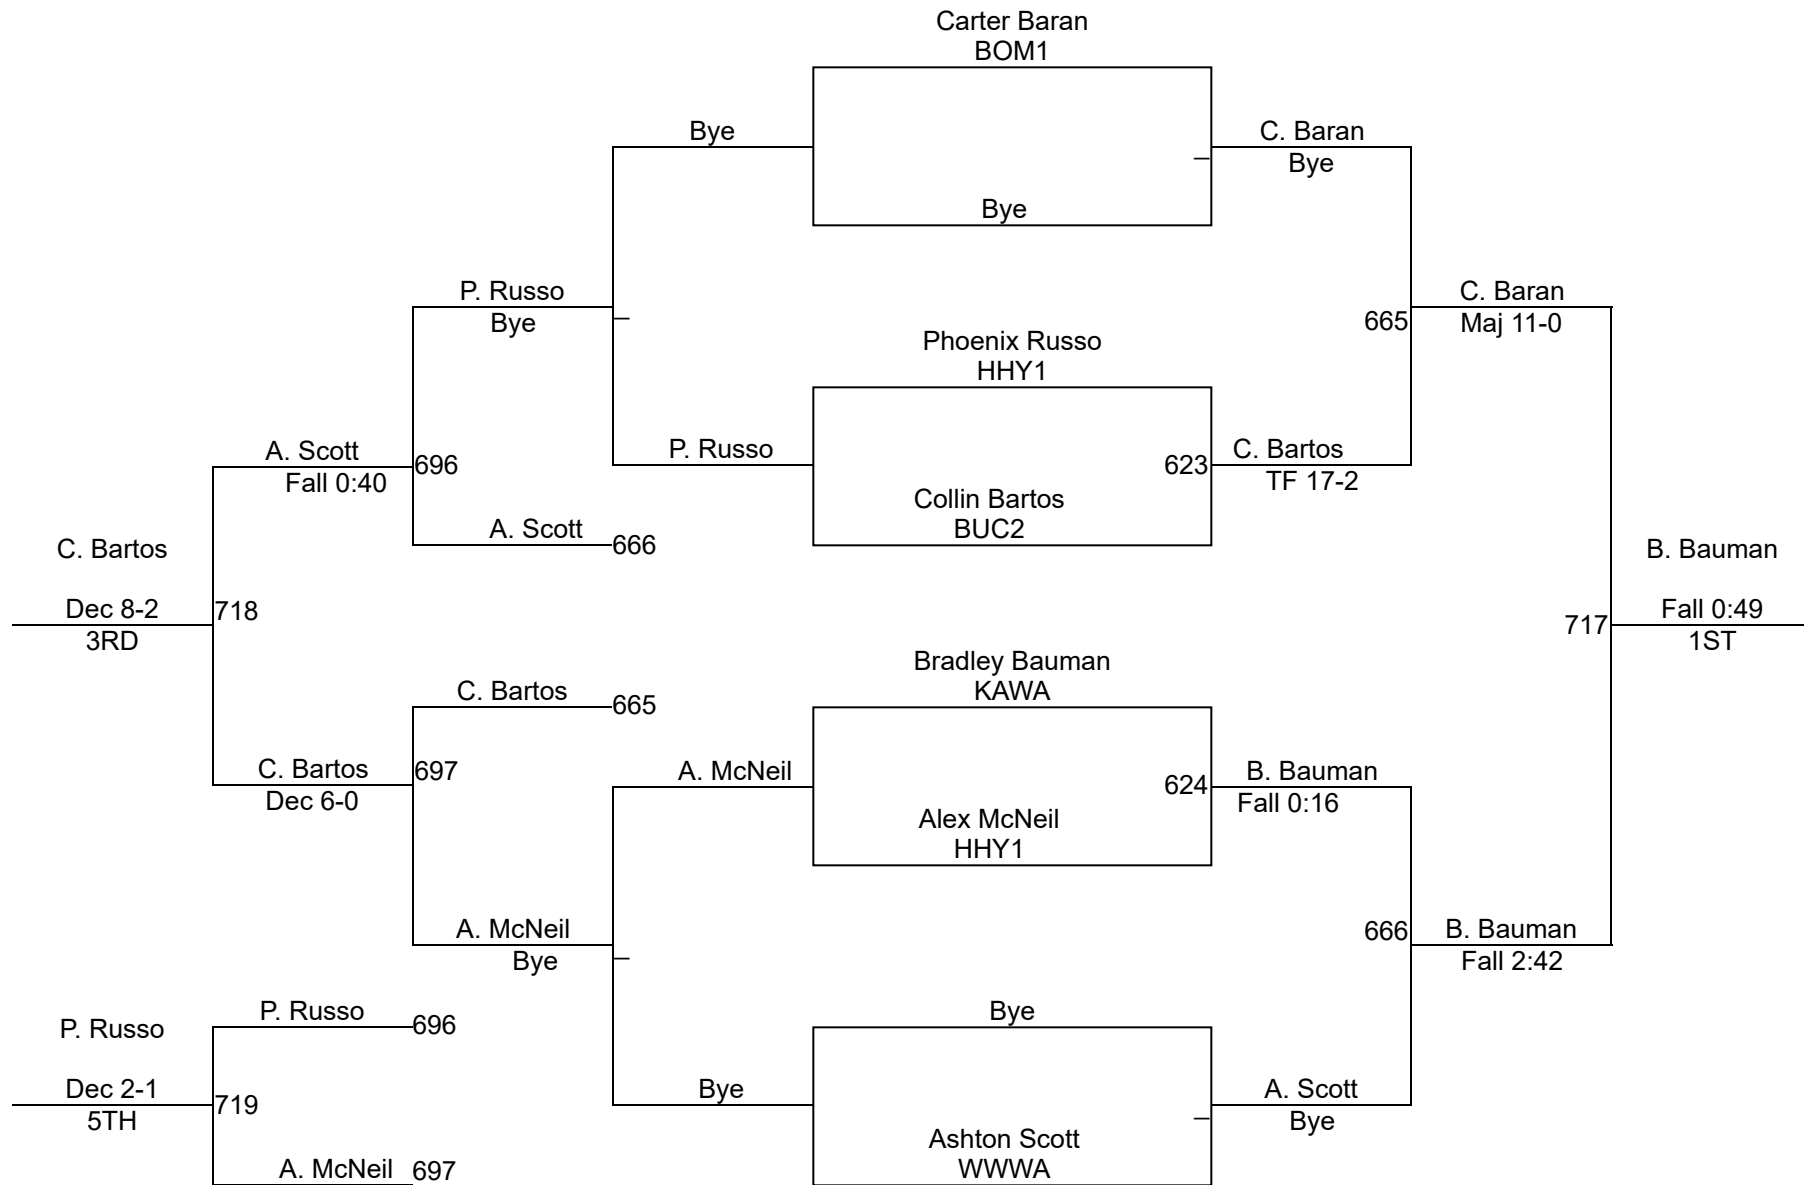 Carter Baran
BOM1
Bye
C. Baran
Bye
Bye
P. Russo
Bye
C. Baran
665
Maj 11-0
Phoenix Russo
HHY1
A. Scott
696
Fall 0:40
P. Russo
623
C. Bartos
TF 17-2
Collin Bartos
BUC2
A. Scott
666
C. Bartos
Dec 8-2
718
3RD
B. Bauman
717
Fall 0:49
1ST
Bradley Bauman
KAWA
C. Bartos
665
C. Bartos
697
Dec 6-0
A. McNeil
624
B. Bauman
Fall 0:16
Alex McNeil
HHY1
A. McNeil
Bye
666
B. Bauman
Fall 2:42
P. Russo
696
Bye
P. Russo
Dec 2-1
719
5TH
Bye
A. Scott
Bye
Ashton Scott
WWWA
A. McNeil
697